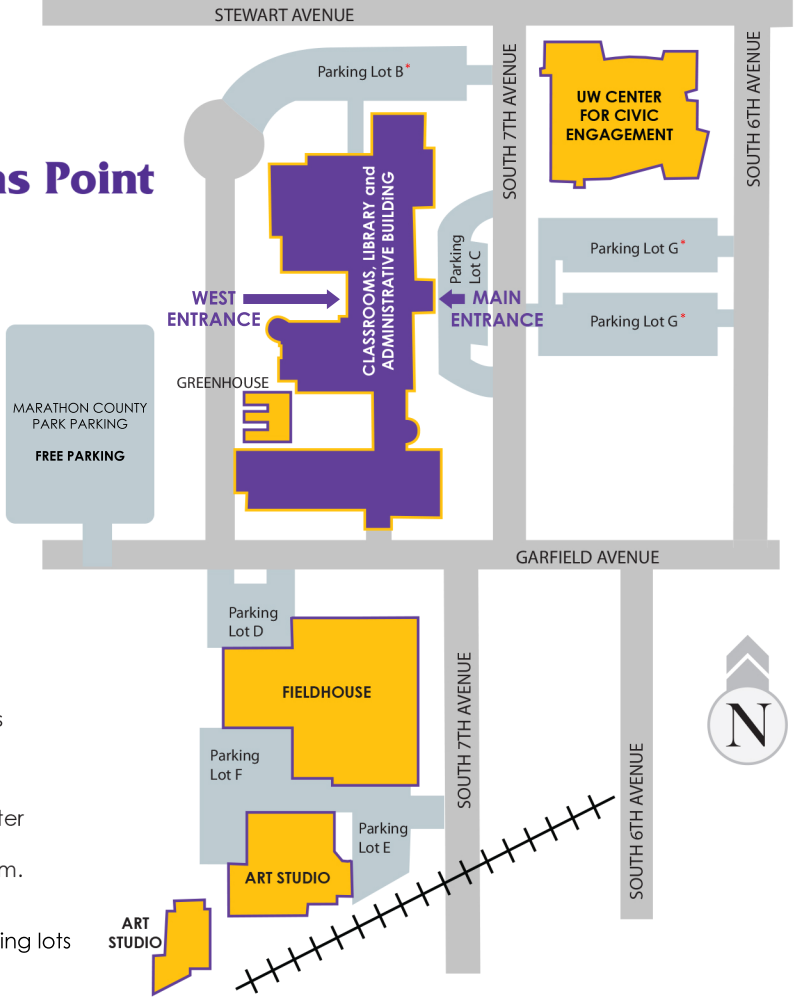 STEWART AVENUE
Parking Lot B*
SOUTH 7TH AVENUE
UW CENTER
FOR CIVIC
ENGAGEMENT
SOUTH 6TH AVENUE
ns Point
CLASSROOMS, LIBRARY and
ADMINISTRATIVE BUILDING
Parking
Lot C
Parking Lot G*
WEST
ENTRANCE
MAIN
ENTRANCE
Parking Lot G*
GREENHOUSE
MARATHON COUNTY
PARK PARKING
FREE PARKING
GARFIELD AVENUE
Parking
Lot D
FIELDHOUSE
SOUTH 7TH AVENUE
N
s
Parking
Lot F
SOUTH 6TH AVENUE
ter
Parking
Lot E
m.
ART STUDIO
ART
STUDIO
ing lots